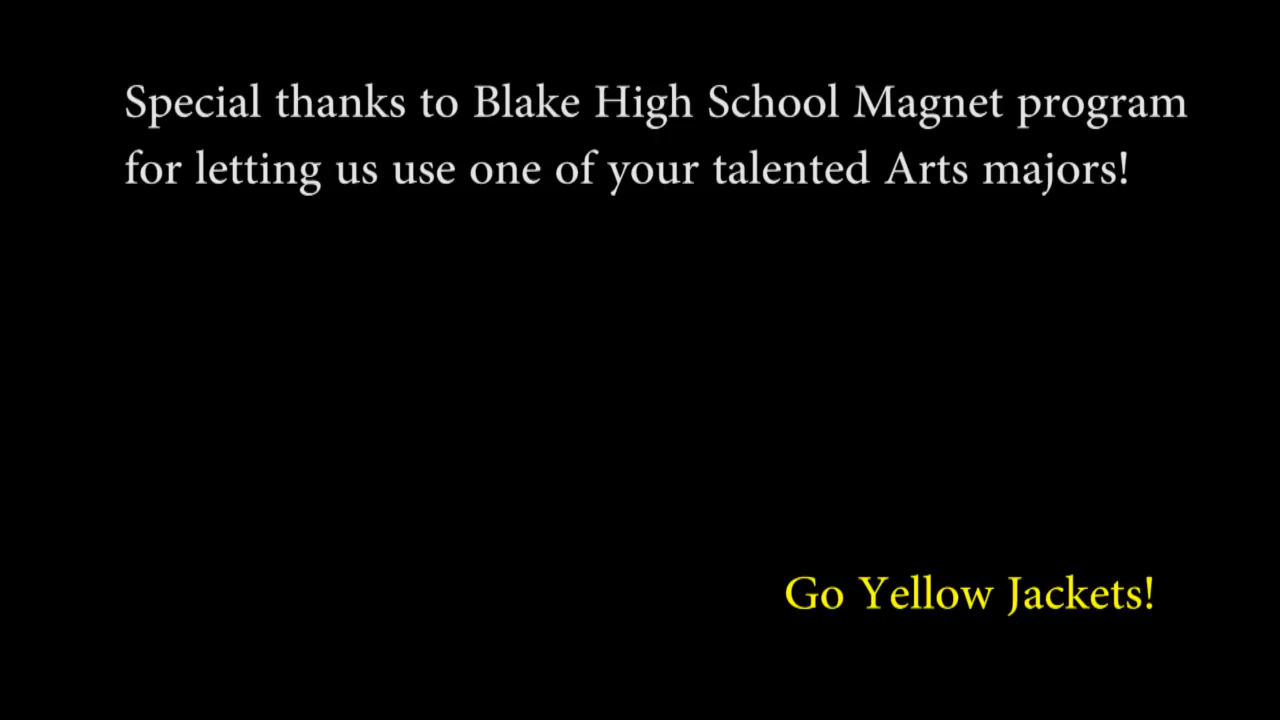 Special thanks to Blake High School Magnet program
for letting us use one of your talented Arts majors!
Go Yellow Jackets!